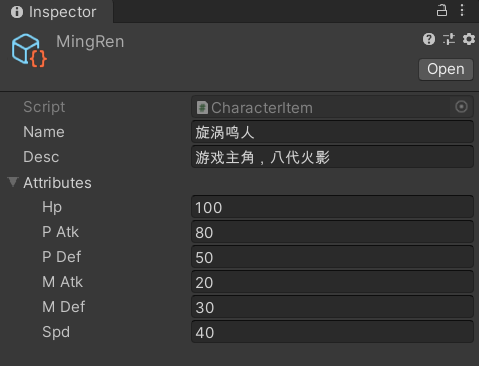 Inspector
MingRen
Open
Script CharacterItem
Name 旋涡鸣人
Desc 游戏主角，八代火影
Attributes
Hp 100
P Atk 80
P Def 50
M Atk 20
M Def 30
Spd 40